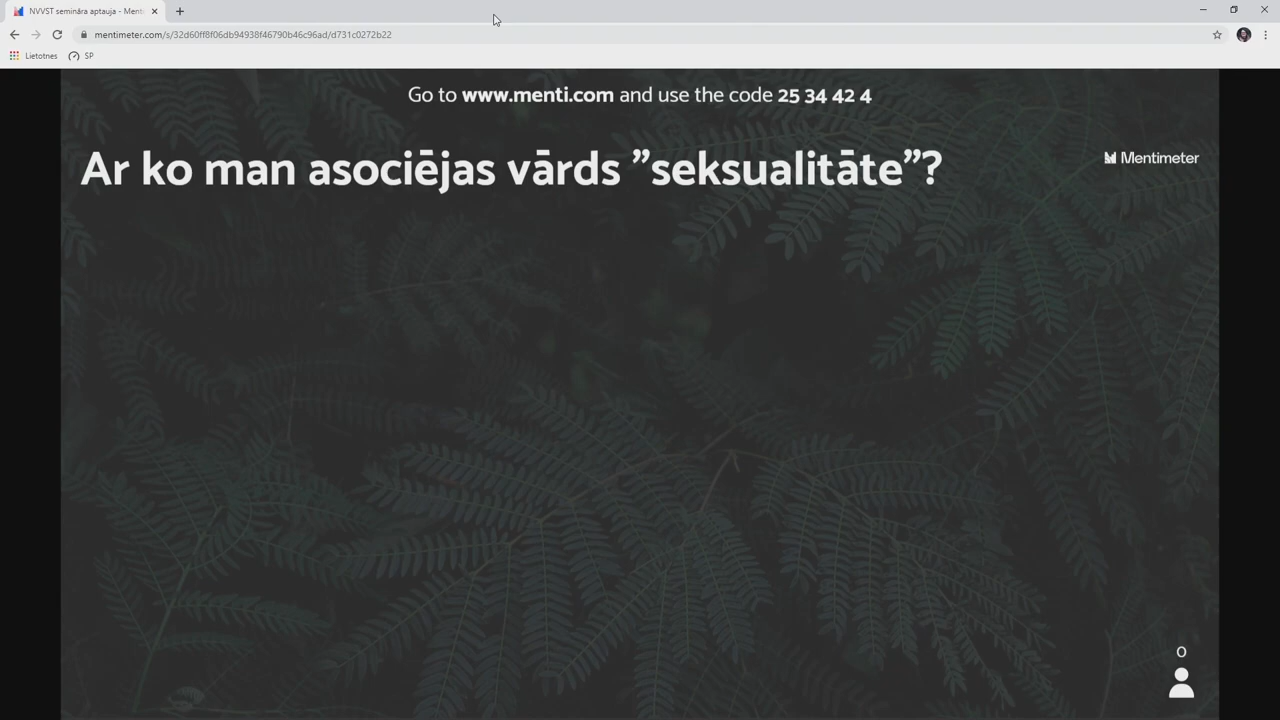 NVVST semināra aptauja - Menti
mentimeter.com/s/32d60ff8f06db94938f46790b46c96ad/d731c0272b22
Lietotnes SP
Go to www.menti.com and use the code 25 34 42 4
Ar ko man asociējas vārds ”seksualitāte”?
Mentimeter
0